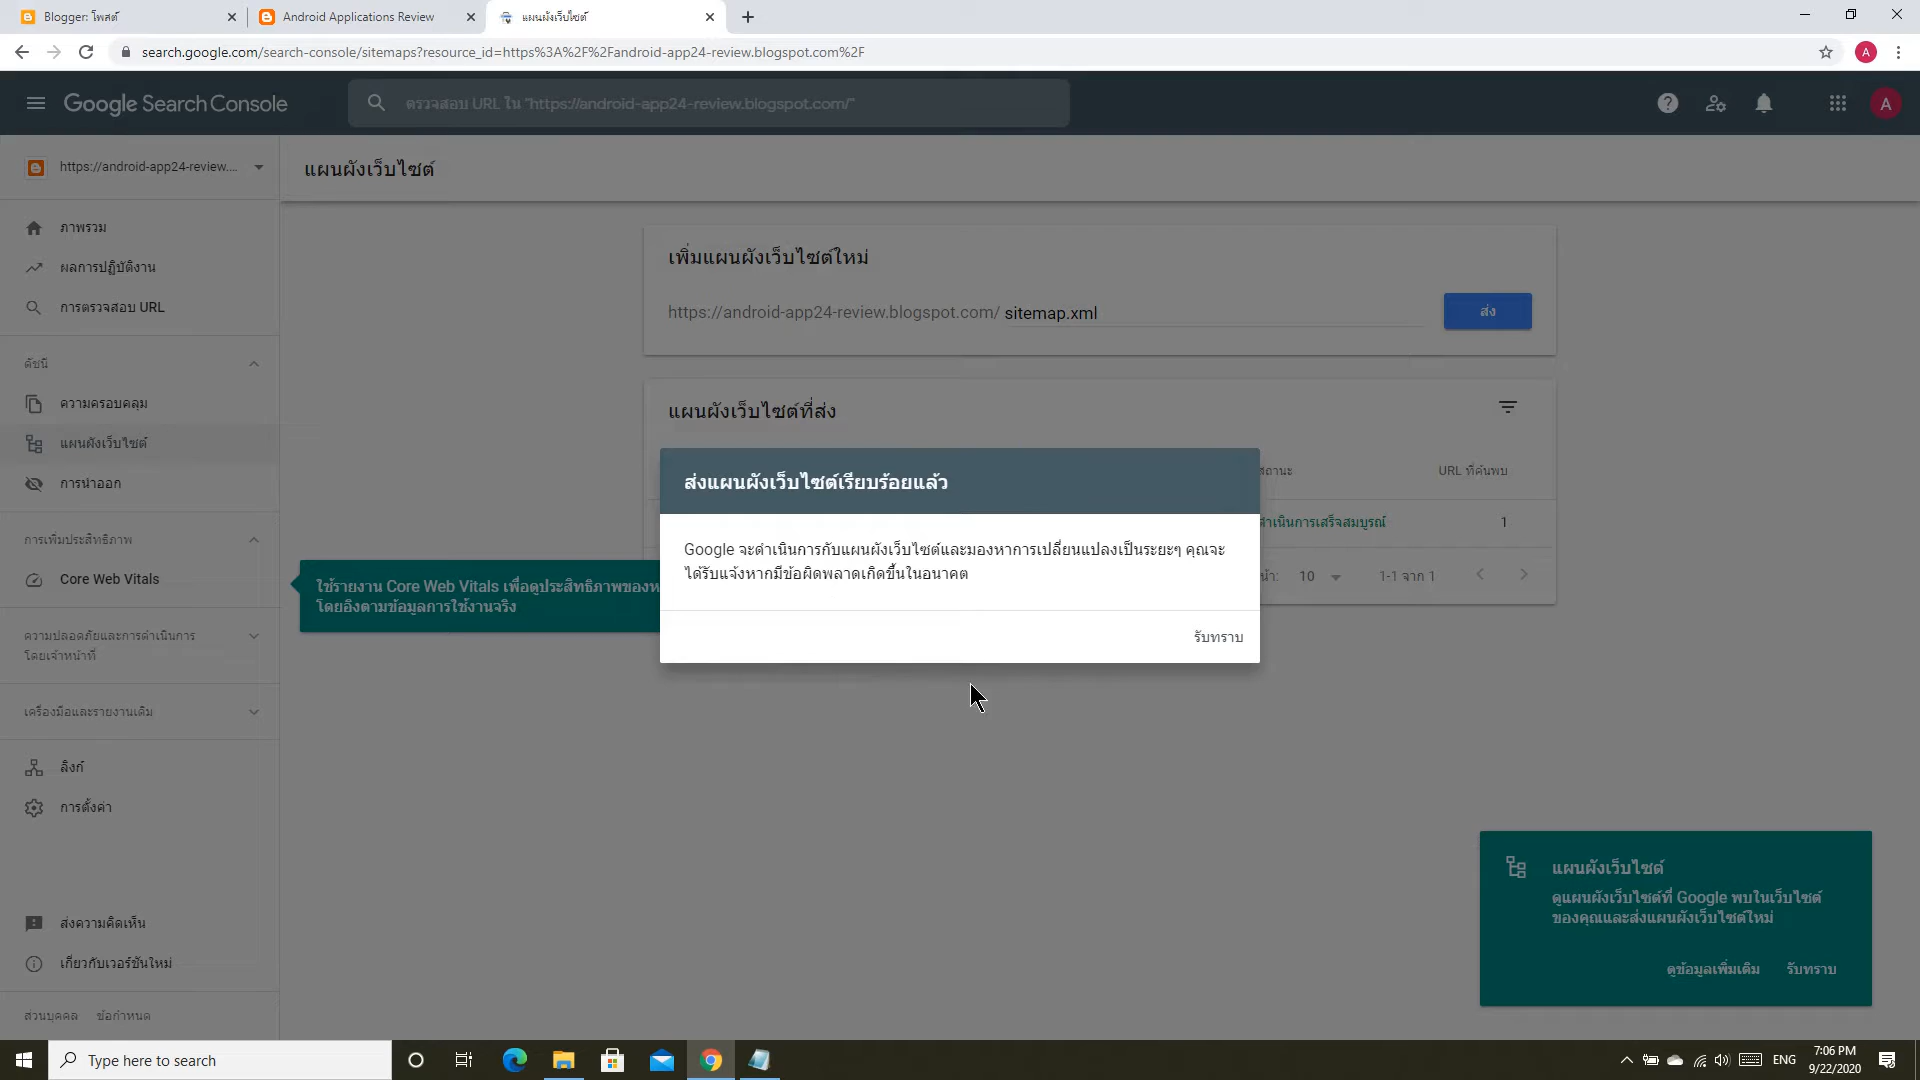 Blogger: โพสต์
Android Applications Review
แผนผังเว็บไซต์
search.google.com/search-console/sitemaps?resource_id=https%3A%2F%2Fandroid-app24-review.blogspot.com%2F
A
Google Search Console
ตรวจสอบ URL ใน "https://android-app24-review.blogspot.com/"
A
https://android-app24-review....
แผนผังเว็บไซต์
ภาพรวม
ผลการปฏิบัติงาน
การตรวจสอบ URL
ดัชนี
ความครอบคลุม
แผนผังเว็บไซต์
การนำออก
การเพิ่มประสิทธิภาพ
Core Web Vitals
ความปลอดภัยและการดำเนินการ
โดยเจ้าหน้าที่
เครื่องมือและรายงานเดิม
ลิงก์
การตั้งค่า
ส่งความคิดเห็น
เกี่ยวกับเวอร์ชันใหม่
ส่วนบุคคล ข้อกำหนด
เพิ่มแผนผังเว็บไซต์ใหม่
https://android-app24-review.blogspot.com/ sitemap.xml
ส่ง
แผนผังเว็บไซต์ที่ส่ง
URL ที่ค้นพบ
1
10
1-1 จาก 1
ใช้รายงาน Core Web Vitals เพื่อดูประสิทธิภาพของห
โดยอิงตามข้อมูลการใช้งานจริง
ส่งแผนผังเว็บไซต์เรียบร้อยแล้ว
Google จะดำเนินการกับแผนผังเว็บไซต์และมองหาการเปลี่ยนแปลงเป็นระยะๆ คุณจะ
ได้รับแจ้งหากมีข้อผิดพลาดเกิดขึ้นในอนาคต
รับทราบ
แผนผังเว็บไซต์
ดูแผนผังเว็บไซต์ที่ Google พบในเว็บไซต์
ของคุณและส่งแผนผังเว็บไซต์ใหม่
ดูข้อมูลเพิ่มเติม รับทราบ
Type here to search
ENG
7:06 PM
9/22/2020